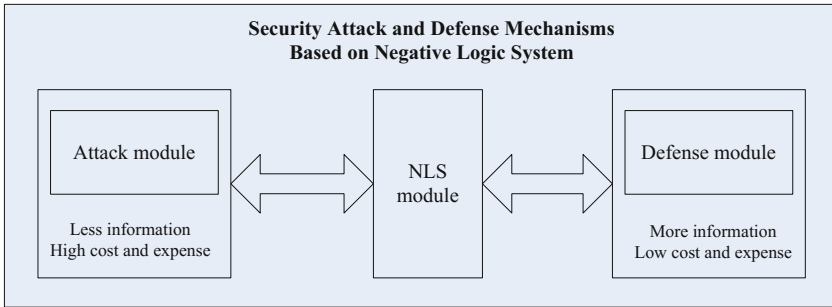 Security Attack and Defense Mechanisms
Based on Negative Logic System
Attack module
Less information
High cost and expense
NLS
module
Defense module
More information
Low cost and expense